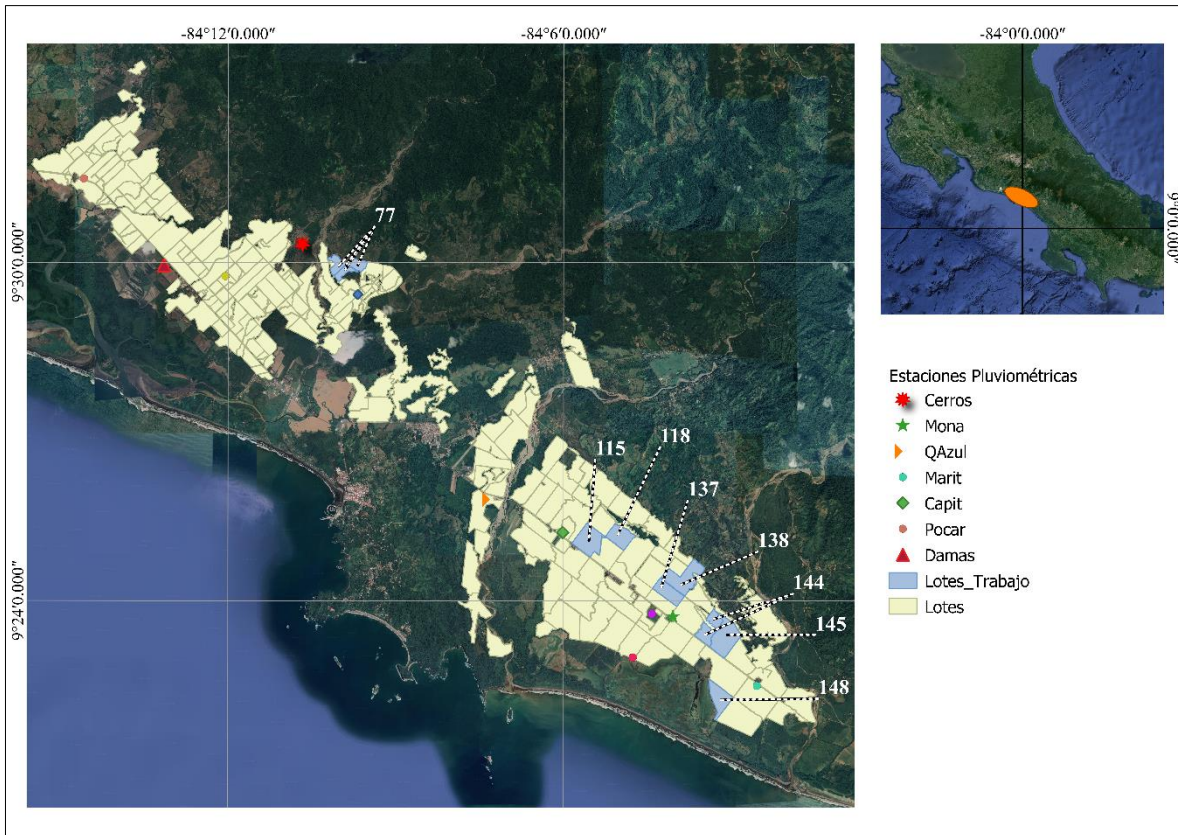 -84°12'0.000"
-84°6'0.000"
-84°0'0.000"
9°30'0.000"
9°24'0.000"
9°0'0.000"
77
115
118
137
138
144
145
148
Estaciones Pluviométricas
Cerros
Mona
QAzul
Marit
Capit
Pocar
Damas
Lotes_Trabajo
Lotes